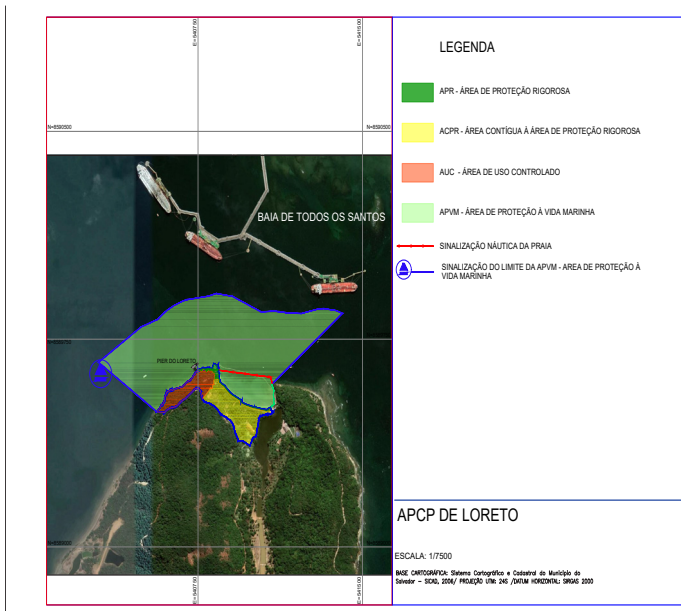 LEGENDA
APR - ÁREA DE PROTEÇÃO RIGOROSA
ACPR - ÁREA CONTÍGUA À ÁREA DE PROTEÇÃO RIGOROSA
AUC - ÁREA DE USO CONTROLADO
APVM - ÁREA DE PROTEÇÃO À VIDA MARINHA
SINALIZAÇÃO NÁUTICA DA PRAIA
SINALIZAÇÃO DO LIMITE DA APVM - AREA DE PROTEÇÃO À
VIDA MARINHA
E=540750
E=541500
N=8590500
N=8590500
BAIA DE TODOS OS SANTOS
PIER DO LORETO
APCP DE LORETO
ESCALA: 1/7500
BASE CARTOGRÁFICA: Sistema Cartográfico e Cadastral do Município do
Salvador - SICAD, 2006/ PROJEÇÃO UTM: 24S /DATUM HORIZONTAL: SIRGAS 2000